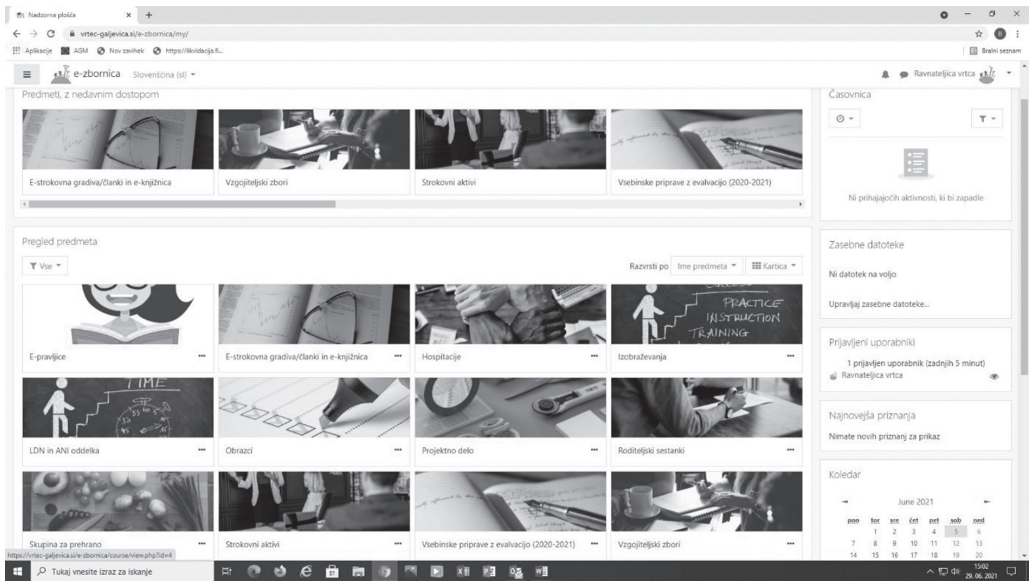 Nadzorna plošča
vrtec-galjevica.si/e-zbornica/my/
Aplikacije AGM Nov zavihek https://likvidacija.fi... Bralni seznam
e-zbornica Slovenščina (sl) Ravnateljica vrtca
Predmeti, z nedavnim dostopom
E-strokovna gradiva/članki in e-knjižnica
Vzgojiteljski zbori
Strokovni aktivi
Vsebinske priprave z evalvacijo (2020-2021)
Pregled predmeta
Vse
Razvrsti po Ime predmeta Kartica
PRACTICE
INSTRUCTION
TRAINING
E-pravljice
E-strokovna gradiva/članki in e-knjižnica
Hospitacije
Izobraževanja
TIME
LDN in ANI oddelka
Obrazci
Projektno delo
Roditeljski sestanki
Skupina za prehrano
Strokovni aktivi
Vsebinske priprave z evalvacijo (2020-2021)
Vzgojiteljski zbori
https://vrtec-galjevica.si/e-zbornica/course/view.php?id=4
Časovnica
Ni prihajajočih aktivnosti, ki bi zapadle
Zasebne datoteke
Ni datotek na voljo
Upravljaj zasebne datoteke...
Prijavljeni uporabniki
1 prijavljen uporabnik (zadnjih 5 minut)
Ravnateljica vrtca
Najnovejša priznanja
Nimate novih priznanj za prikaz
Koledar
June 2021
pon tor sre čet pet sob ned
1 2 3 4 5 6
7 8 9 10 11 12 13
14 15 16 17 18 19 20
Tukaj vnesite izraz za iskanje
15:02
29. 06. 2021